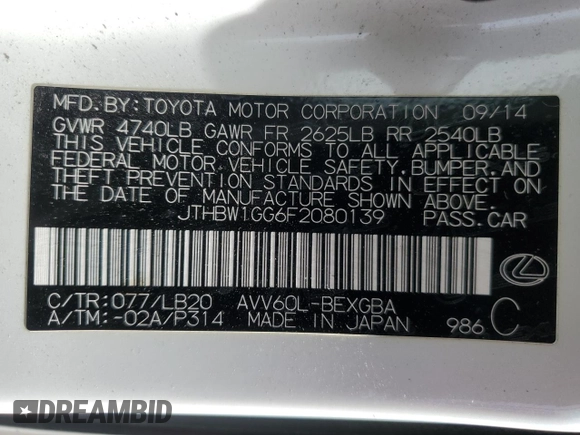 MFD.BY:TOYOTA MOTOR CORPORATION 09/14
GVWR 4740LB GAWR FR 2625LB RR 2540LB
THIS VEHICLE CONFORMS TO ALL APPLICABLE
FEDERAL MOTOR VEHICLE SAFETY,BUMPER,AND
THEFT PREVENTION STANDARDS IN EFFECT ON
THE DATE OF MANUFACTURE SHOWN ABOVE.
JTHBW1GG6F2080139 PASS.CAR
C/TR:077/LB20 AVV60L-BEXGBA
A/TM:-02A/P314 MADE IN JAPAN 986 C
DREAMBID